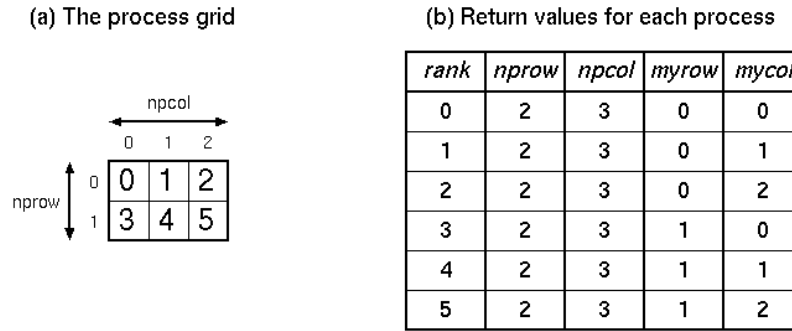 (a) The process grid
npcol
0 1 2
0 0 1 2
nprow
1 3 4 5
(b) Return values for each process
rank nprow npcol myrow mycol
0 2 3 0 0
1 2 3 0 1
2 2 3 0 2
3 2 3 1 0
4 2 3 1 1
5 2 3 1 2